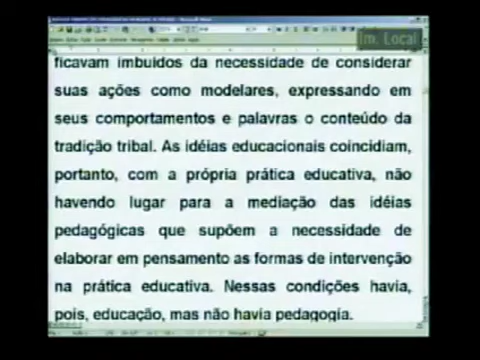 Im. Local
ficavam imbuídos da necessidade de considerar
suas ações como modelares, expressando em
seus comportamentos e palavras o conteúdo da
tradição tribal. As idéias educacionais coincidiam,
portanto, com a própria prática educativa, não
havendo lugar para a mediação das idéias
pedagógicas que supõem a necessidade de
elaborar em pensamento as formas de intervenção
na prática educativa. Nessas condições havia,
pois, educação, mas não havia pedagogia.